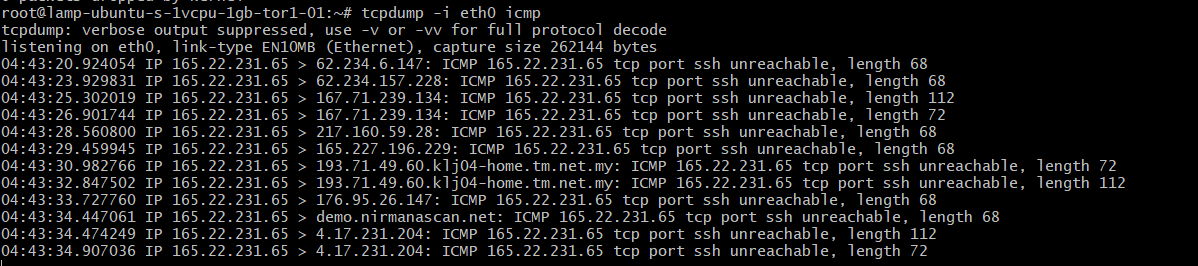 root@lamp-ubuntu-s-1vcpu-1gb-tor1-01:~# tcpdump -i eth0 icmp
tcpdump: verbose output suppressed, use -v or -vv for full protocol decode
listening on eth0, link-type EN10MB (Ethernet), capture size 262144 bytes
04:43:20.924054 IP 165.22.231.65 > 62.234.6.147: ICMP 165.22.231.65 tcp port ssh unreachable, length 68
04:43:23.929831 IP 165.22.231.65 > 62.234.157.228: ICMP 165.22.231.65 tcp port ssh unreachable, length 68
04:43:25.302019 IP 165.22.231.65 > 167.71.239.134: ICMP 165.22.231.65 tcp port ssh unreachable, length 112
04:43:26.901744 IP 165.22.231.65 > 167.71.239.134: ICMP 165.22.231.65 tcp port ssh unreachable, length 72
04:43:28.560800 IP 165.22.231.65 > 217.160.59.28: ICMP 165.22.231.65 tcp port ssh unreachable, length 68
04:43:29.459945 IP 165.22.231.65 > 165.227.196.229: ICMP 165.22.231.65 tcp port ssh unreachable, length 68
04:43:30.982766 IP 165.22.231.65 > 193.71.49.60.klj04-home.tm.net.my: ICMP 165.22.231.65 tcp port ssh unreachable, length 72
04:43:32.847502 IP 165.22.231.65 > 193.71.49.60.klj04-home.tm.net.my: ICMP 165.22.231.65 tcp port ssh unreachable, length 112
04:43:33.727760 IP 165.22.231.65 > 176.95.26.147: ICMP 165.22.231.65 tcp port ssh unreachable, length 68
04:43:34.447061 IP 165.22.231.65 > demo.nirmanascan.net: ICMP 165.22.231.65 tcp port ssh unreachable, length 68
04:43:34.474249 IP 165.22.231.65 > 4.17.231.204: ICMP 165.22.231.65 tcp port ssh unreachable, length 112
04:43:34.907036 IP 165.22.231.65 > 4.17.231.204: ICMP 165.22.231.65 tcp port ssh unreachable, length 72